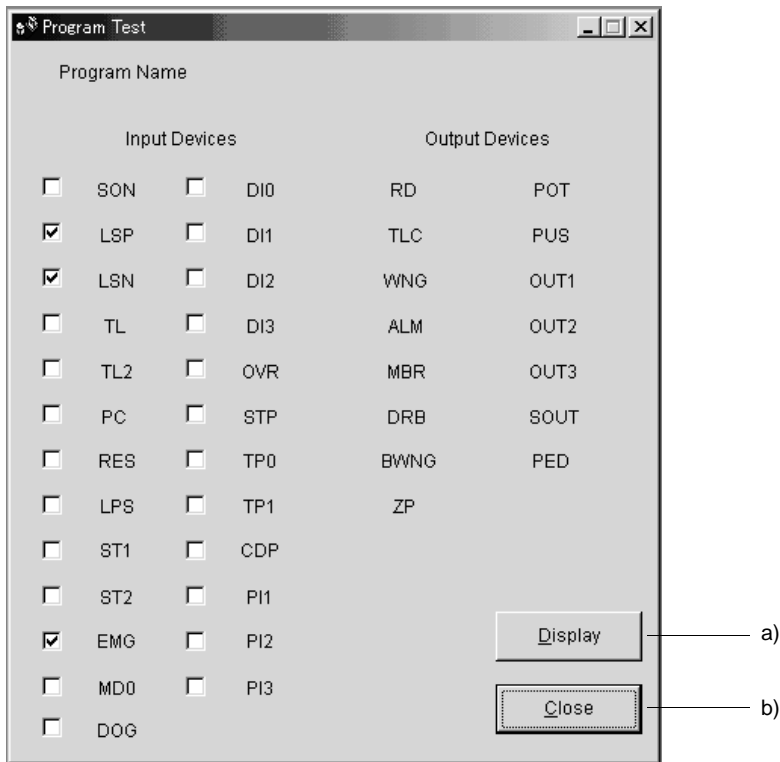 Program Test
Program Name
Input Devices Output Devices
SON DI0 RD POT
LSP DI1 TLC PUS
LSN DI2 WNG OUT1
TL DI3 ALM OUT2
TL2 OVR MBR OUT3
PC STP DRB SOUT
RES TP0 BWNG PED
LPS TP1 ZP
ST1 CDP
ST2 PI1
EMG PI2
Display a)
MD0 PI3
Close b)
DOG